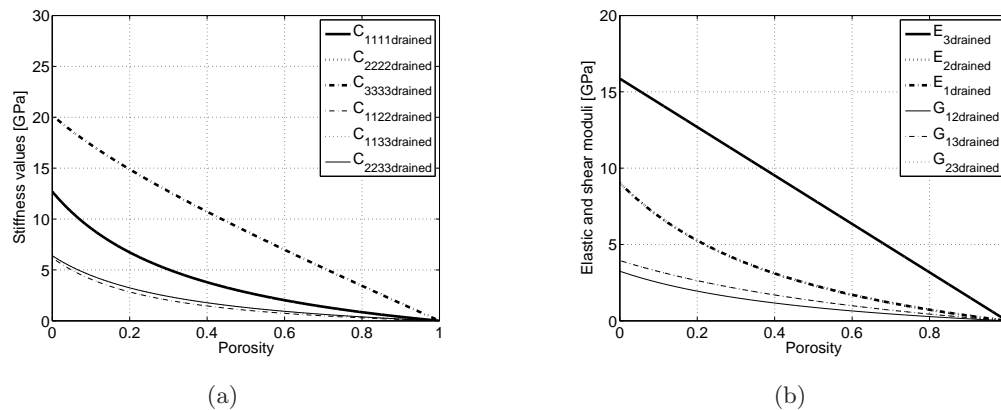 30
25
20
15
10
5
0
0
0.2
0.4
0.6
0.8
1
Porosity
Stiffness values [GPa]
C1111drained
C2222drained
C3333drained
C1122drained
C1133drained
C2233drained
(a)
20
15
10
5
0
0
0.2
0.4
0.6
0.8
Porosity
Elastic and shear moduli [GPa]
E3drained
E2drained
E1drained
G12drained
G13drained
G23drained
(b)